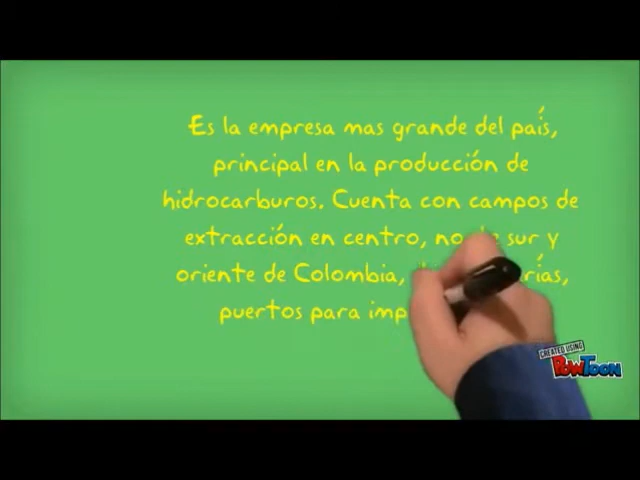 Es la empresa mas grande del país,
principal en la producción de
hidrocarburos. Cuenta con campos de
extracción en centro, sur y
oriente de Colombia,
puertos para
CREATED USING
POWTOON